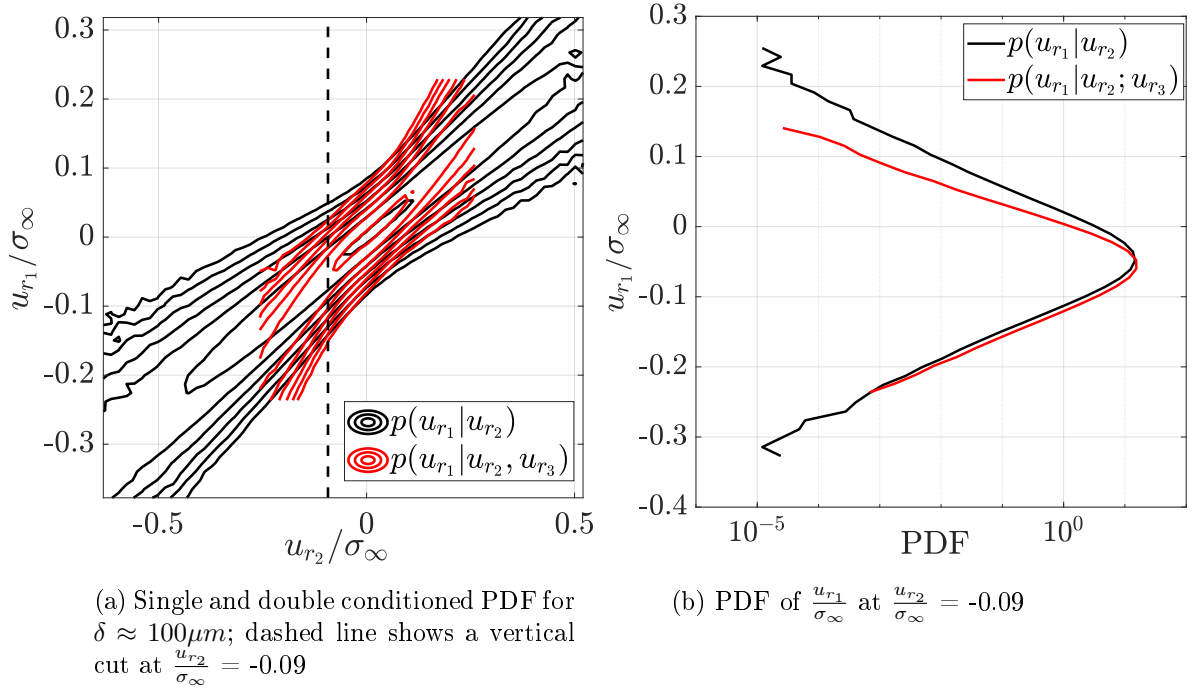 0.3
0.2
0.1
0
-0.1
-0.2
-0.3
u_{r_1}/σ_∞
-0.5
0
0.5
u_{r_2}/σ_∞
p(u_{r_1}|u_{r_2})
p(u_{r_1}|u_{r_2}, u_{r_3})
(a) Single and double conditioned PDF for
δ ≈ 100μm; dashed line shows a vertical
cut at \frac{u_{r_2}}{σ_∞} = -0.09
0.3
0.2
0.1
0
-0.1
-0.2
-0.3
-0.4
u_{r_1}/σ_∞
10^{-5}
10^0
PDF
p(u_{r_1}|u_{r_2})
p(u_{r_1}|u_{r_2}; u_{r_3})
(b) PDF of \frac{u_{r_1}}{σ_∞} at \frac{u_{r_2}}{σ_∞} = -0.09